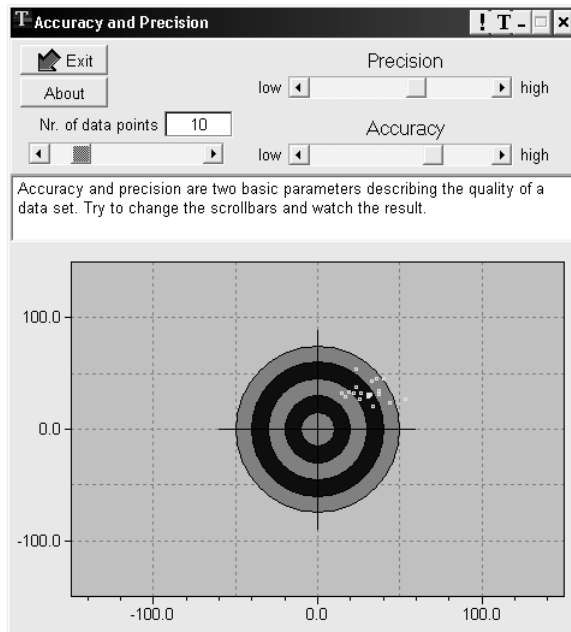 T Accuracy and Precision ! T
Exit
About
Nr. of data points 10
Precision
low high
Accuracy
low high
Accuracy and precision are two basic parameters describing the quality of a
data set. Try to change the scrollbars and watch the result.
100.0
0.0
-100.0
-100.0 0.0 100.0